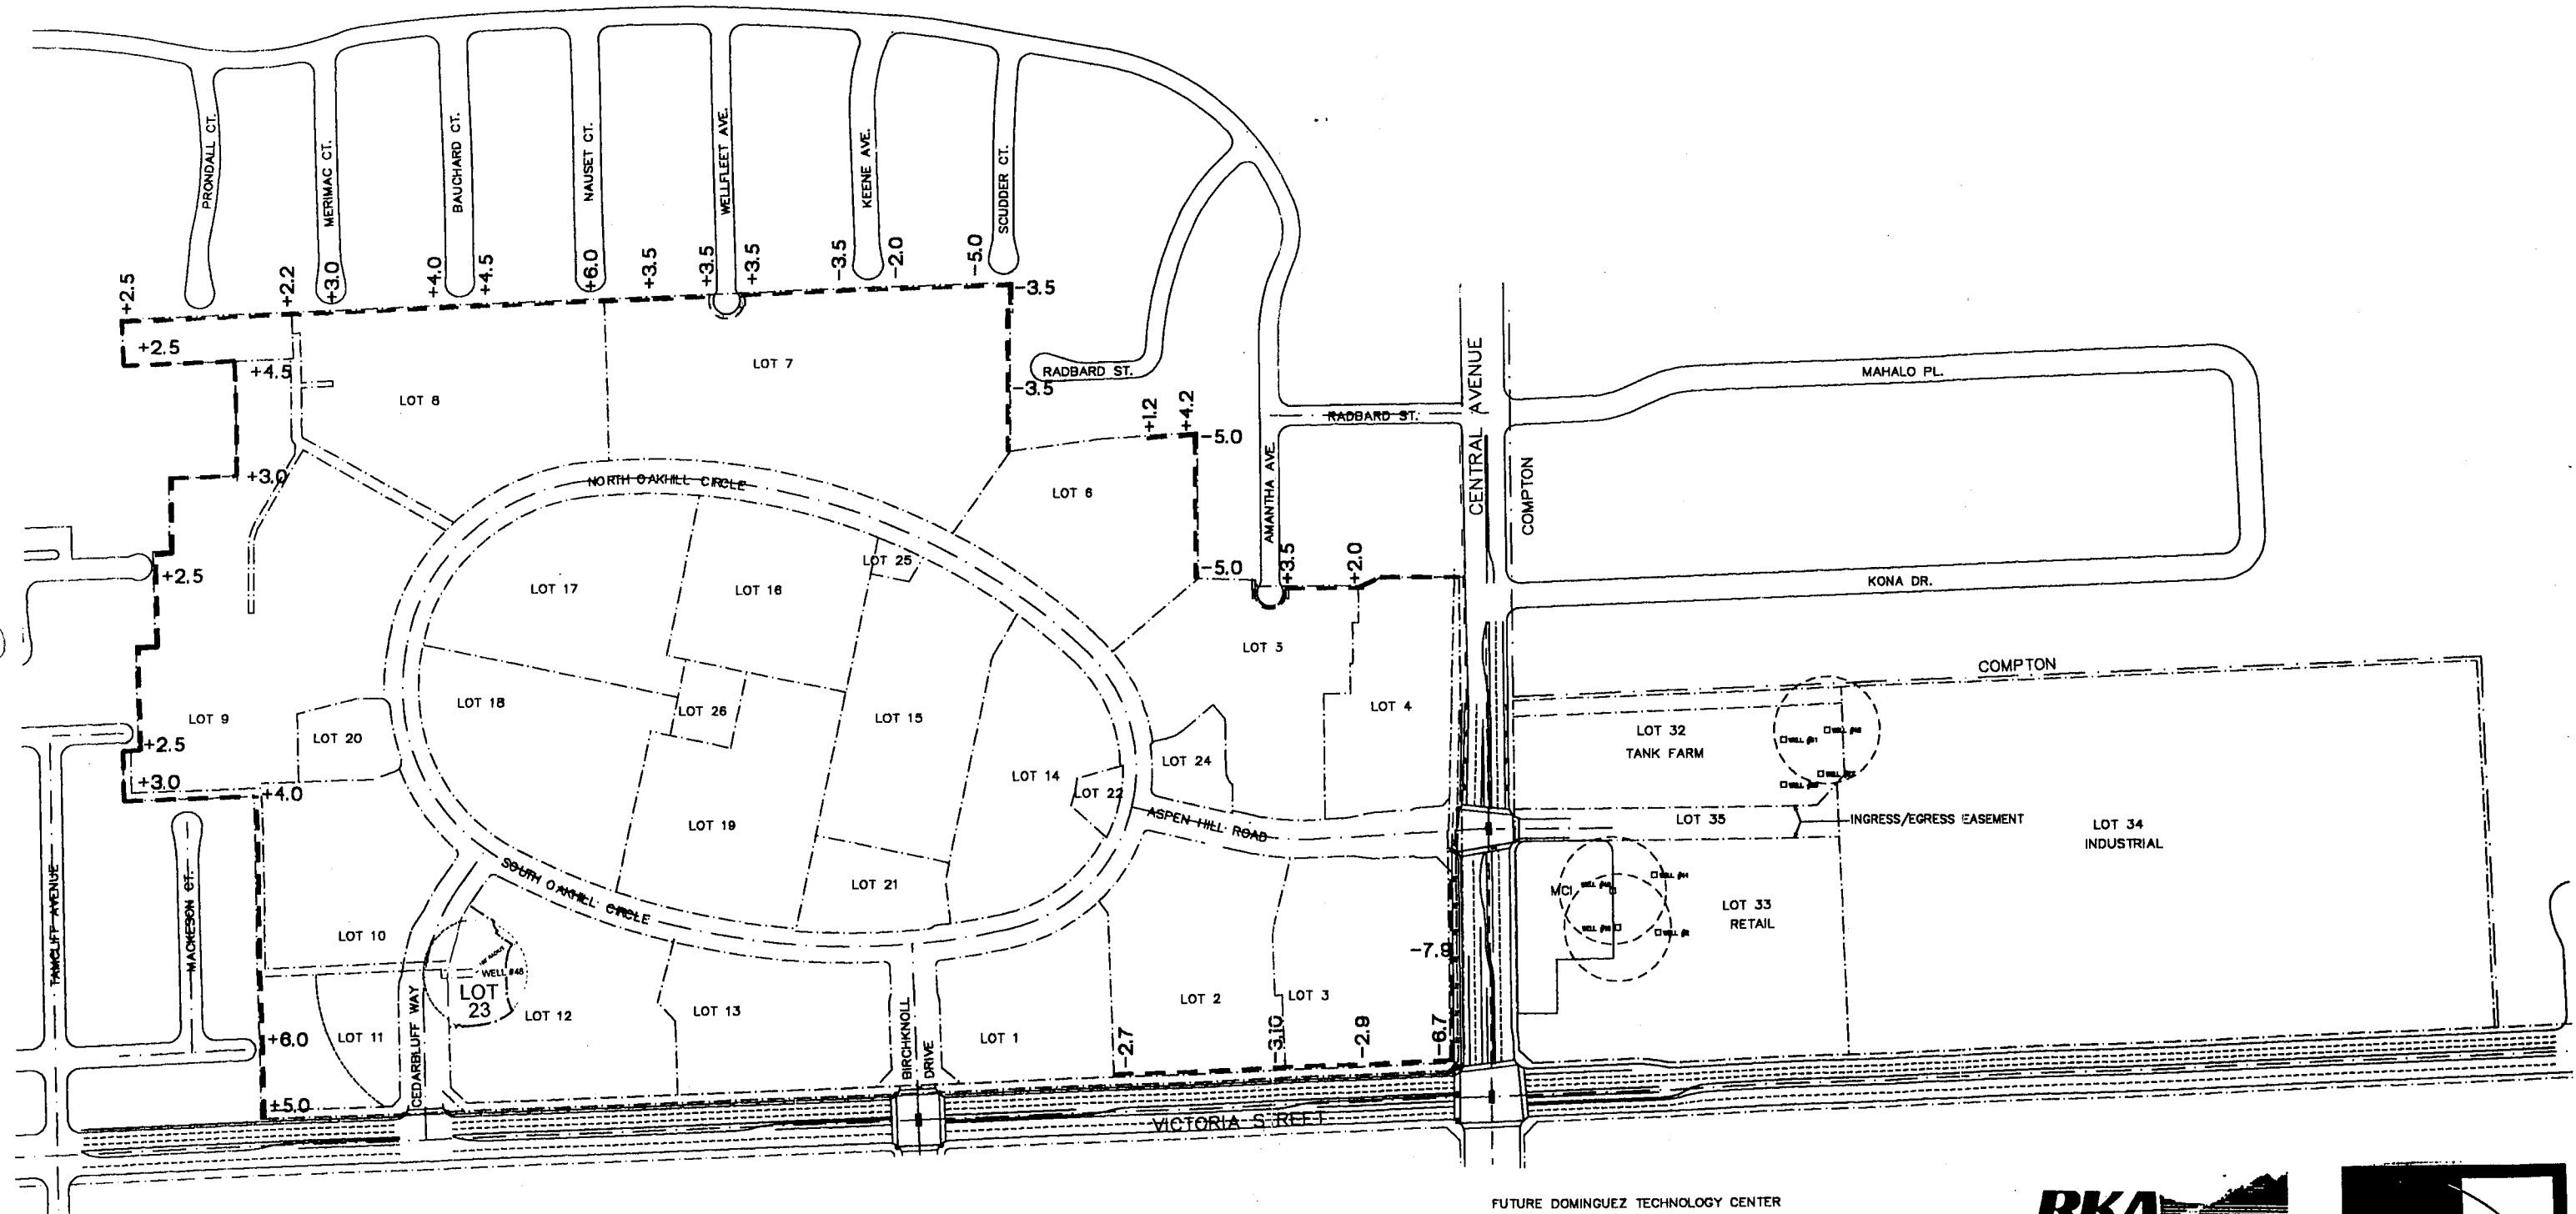 PRONDALL CT.
MERIMAC CT.
BAUCHARD CT.
NAUSET CT.
WELLFLEET AVE.
KEENE AVE.
SCUDDER CT.
+2.5
+2.2
+3.0
+4.0
+4.5
+6.0
+3.5
+3.5
+3.5
-3.5
-2.0
-5.0
-3.5
+2.5
+4.5
LOT 8
LOT 7
-3.5
RADBARD ST.
+1.2
+4.2
-5.0
RADBARD ST.
CENTRAL AVENUE
COMPTON
MAHALO PL.
KONA DR.
AMANTHA AVE.
+3.0
NORTH OAKHILL CIRCLE
LOT 6
+2.5
LOT 17
LOT 16
LOT 25
-5.0
+3.5
+2.0
LOT 3
LOT 4
COMPTON
LOT 9
LOT 20
LOT 18
LOT 26
LOT 15
LOT 14
LOT 22
LOT 24
LOT 32
TANK FARM
+2.5
+3.0
+4.0
LOT 19
ASPEN HILL ROAD
LOT 35
INGRESS/EGRESS EASEMENT
LOT 34
INDUSTRIAL
TAMCLIFF AVENUE
MACKESON CT.
SOUTH OAKHILL CIRCLE
LOT 21
MCI
LOT 33
RETAIL
LOT 10
WELL #48
LOT
23
LOT 12
LOT 13
LOT 2
LOT 3
-7.9
CEDARBLUFF WAY
BIRCHKNOLL
DRIVE
LOT 11
LOT 1
+6.0
-2.7
-3.10
-2.9
-6.7
±5.0
VICTORIA S REET
FUTURE DOMINGUEZ TECHNOLOGY CENTER
RKA